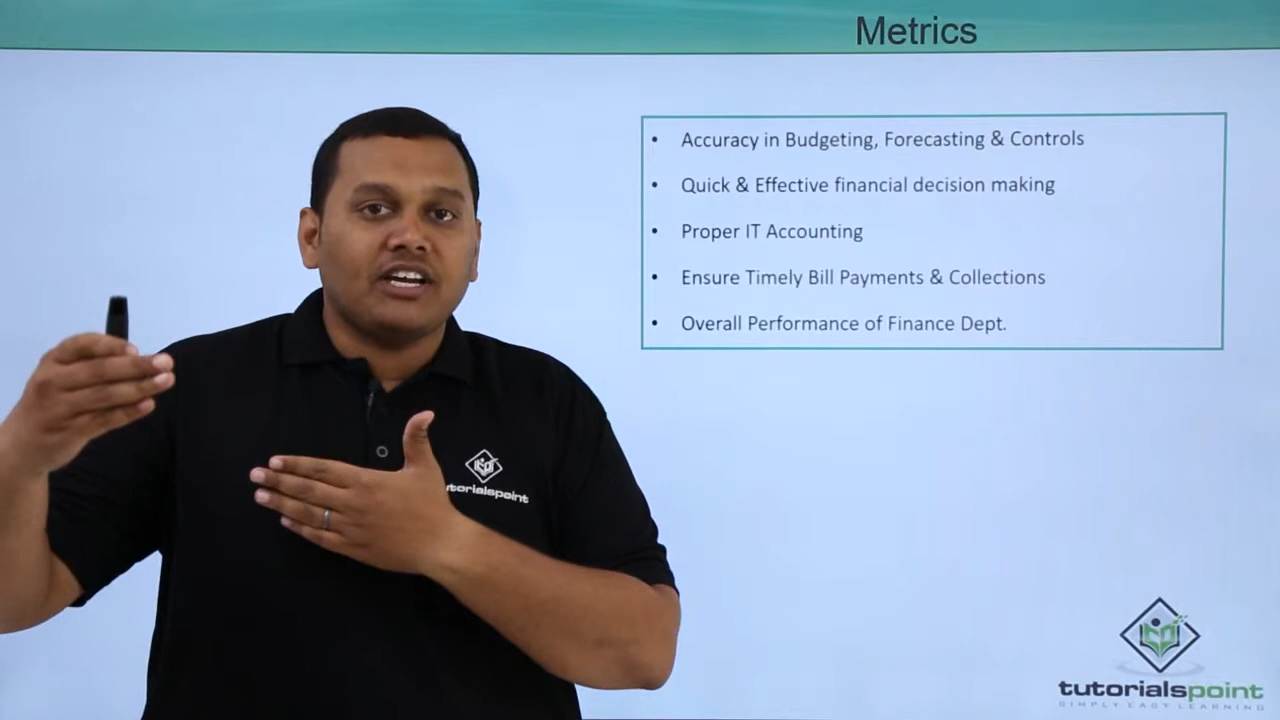 Metrics
• Accuracy in Budgeting, Forecasting & Controls
• Quick & Effective financial decision making
• Proper IT Accounting
• Ensure Timely Bill Payments & Collections
• Overall Performance of Finance Dept.
tutorialspoint
tutorialspoint
SIMPLY EASY LEARNING